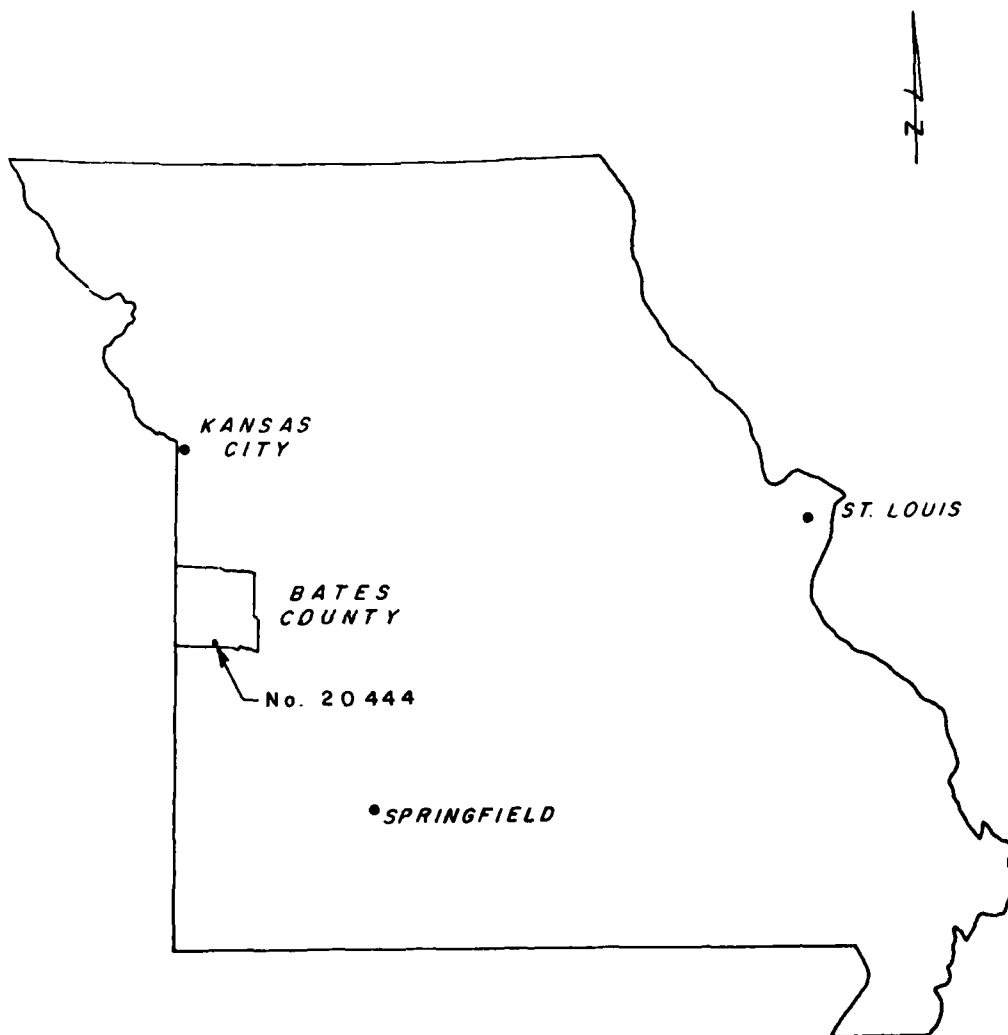 N
KANSAS
CITY
ST. LOUIS
BATES
COUNTY
No. 20444
SPRINGFIELD